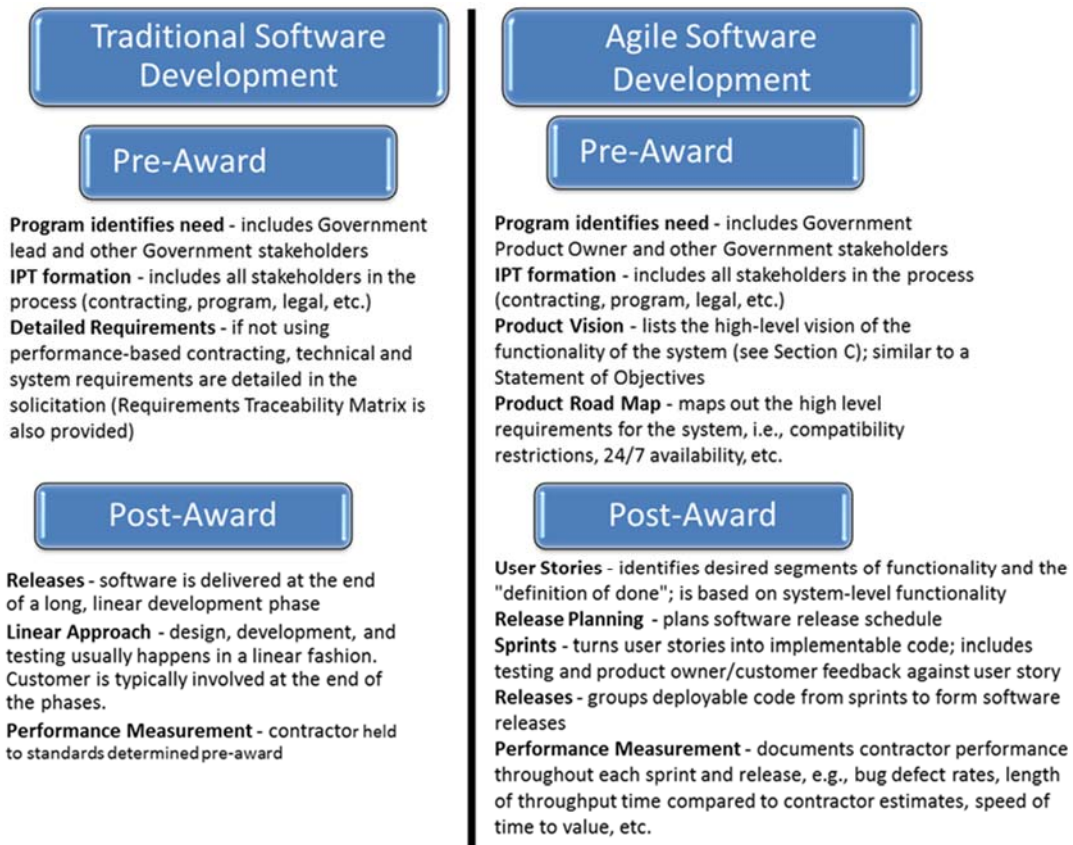 Traditional Software
Development
Pre-Award
Program identifies need - includes Government
lead and other Government stakeholders
IPT formation - includes all stakeholders in the
process (contracting, program, legal, etc.)
Detailed Requirements - if not using
performance-based contracting, technical and
system requirements are detailed in the
solicitation (Requirements Traceability Matrix is
also provided)
Post-Award
Releases - software is delivered at the end
of a long, linear development phase
Linear Approach - design, development, and
testing usually happens in a linear fashion.
Customer is typically involved at the end of
the phases.
Performance Measurement - contractor held
to standards determined pre-award
Agile Software
Development
Pre-Award
Program identifies need - includes Government
Product Owner and other Government stakeholders
IPT formation - includes all stakeholders in the process
(contracting, program, legal, etc.)
Product Vision - lists the high-level vision of the
functionality of the system (see Section C); similar to a
Statement of Objectives
Product Road Map - maps out the high level
requirements for the system, i.e., compatibility
restrictions, 24/7 availability, etc.
Post-Award
User Stories - identifies desired segments of functionality and the
"definition of done"; is based on system-level functionality
Release Planning - plans software release schedule
Sprints - turns user stories into implementable code; includes
testing and product owner/customer feedback against user story
Releases - groups deployable code from sprints to form software
releases
Performance Measurement - documents contractor performance
throughout each sprint and release, e.g., bug defect rates, length
of throughput time compared to contractor estimates, speed of
time to value, etc.